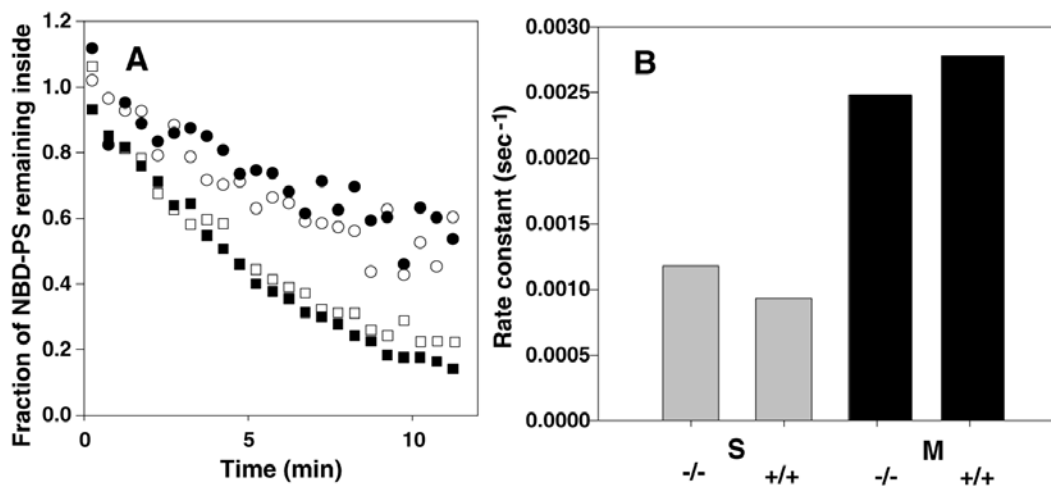 A
Fraction of NBD-PS remaining inside
1.2
1.0
0.8
0.6
0.4
0.2
0.0
0 5 10
Time (min)
B
Rate constant (sec-1)
0.0030
0.0025
0.0020
0.0015
0.0010
0.0005
0.0000
S M
-/- +/+ -/- +/+